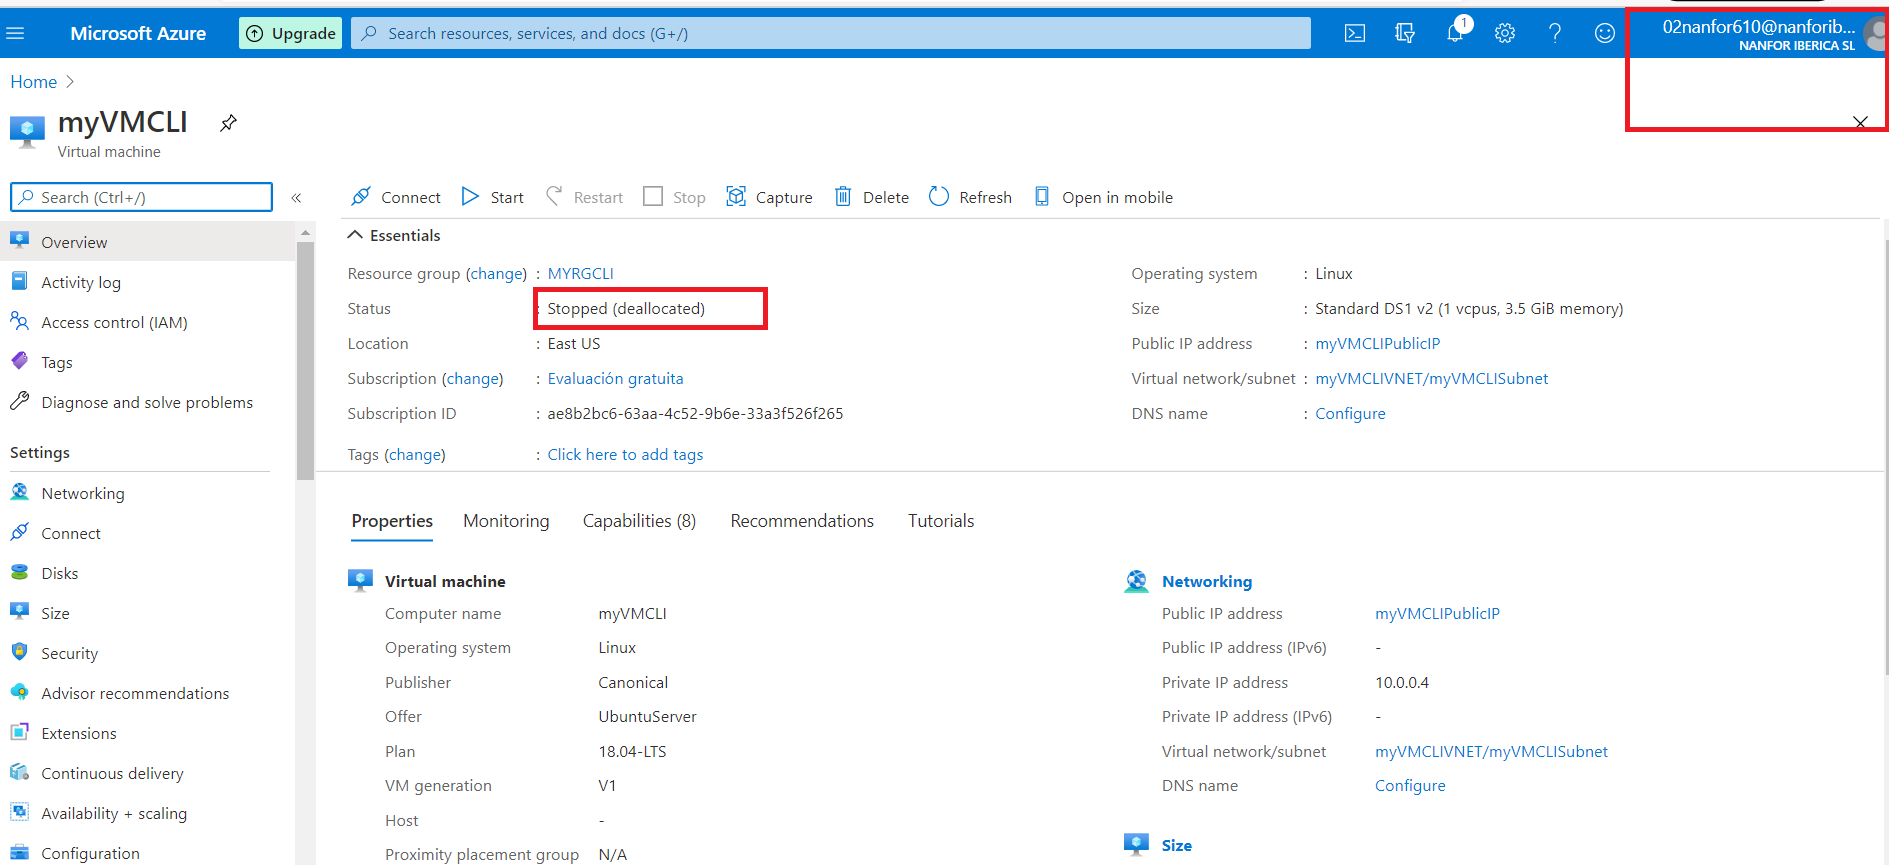 Microsoft Azure
Upgrade
Search resources, services, and docs (G+/)
1
02nanfor610@nanforib...
NANFOR IBERICA SL
Home
myVMCLI
Virtual machine
Search (Ctrl+/)
«
Connect
Start
Restart
Stop
Capture
Delete
Refresh
Open in mobile
Overview
Activity log
Access control (IAM)
Tags
Diagnose and solve problems
Settings
Networking
Connect
Disks
Size
Security
Advisor recommendations
Extensions
Continuous delivery
Availability + scaling
Configuration
Essentials
Resource group (change) : MYRGCLI
Status : Stopped (deallocated)
Location : East US
Subscription (change) : Evaluación gratuita
Subscription ID : ae8b2bc6-63aa-4c52-9b6e-33a3f526f265
Tags (change) : Click here to add tags
Operating system : Linux
Size : Standard DS1 v2 (1 vcpus, 3.5 GiB memory)
Public IP address : myVMCLIPublicIP
Virtual network/subnet : myVMCLIVNET/myVMCLISubnet
DNS name : Configure
Properties
Monitoring
Capabilities (8)
Recommendations
Tutorials
Virtual machine
Computer name myVMCLI
Operating system Linux
Publisher Canonical
Offer UbuntuServer
Plan 18.04-LTS
VM generation V1
Host -
Proximity placement group N/A
Networking
Public IP address myVMCLIPublicIP
Public IP address (IPv6) -
Private IP address 10.0.0.4
Private IP address (IPv6) -
Virtual network/subnet myVMCLIVNET/myVMCLISubnet
DNS name Configure
Size